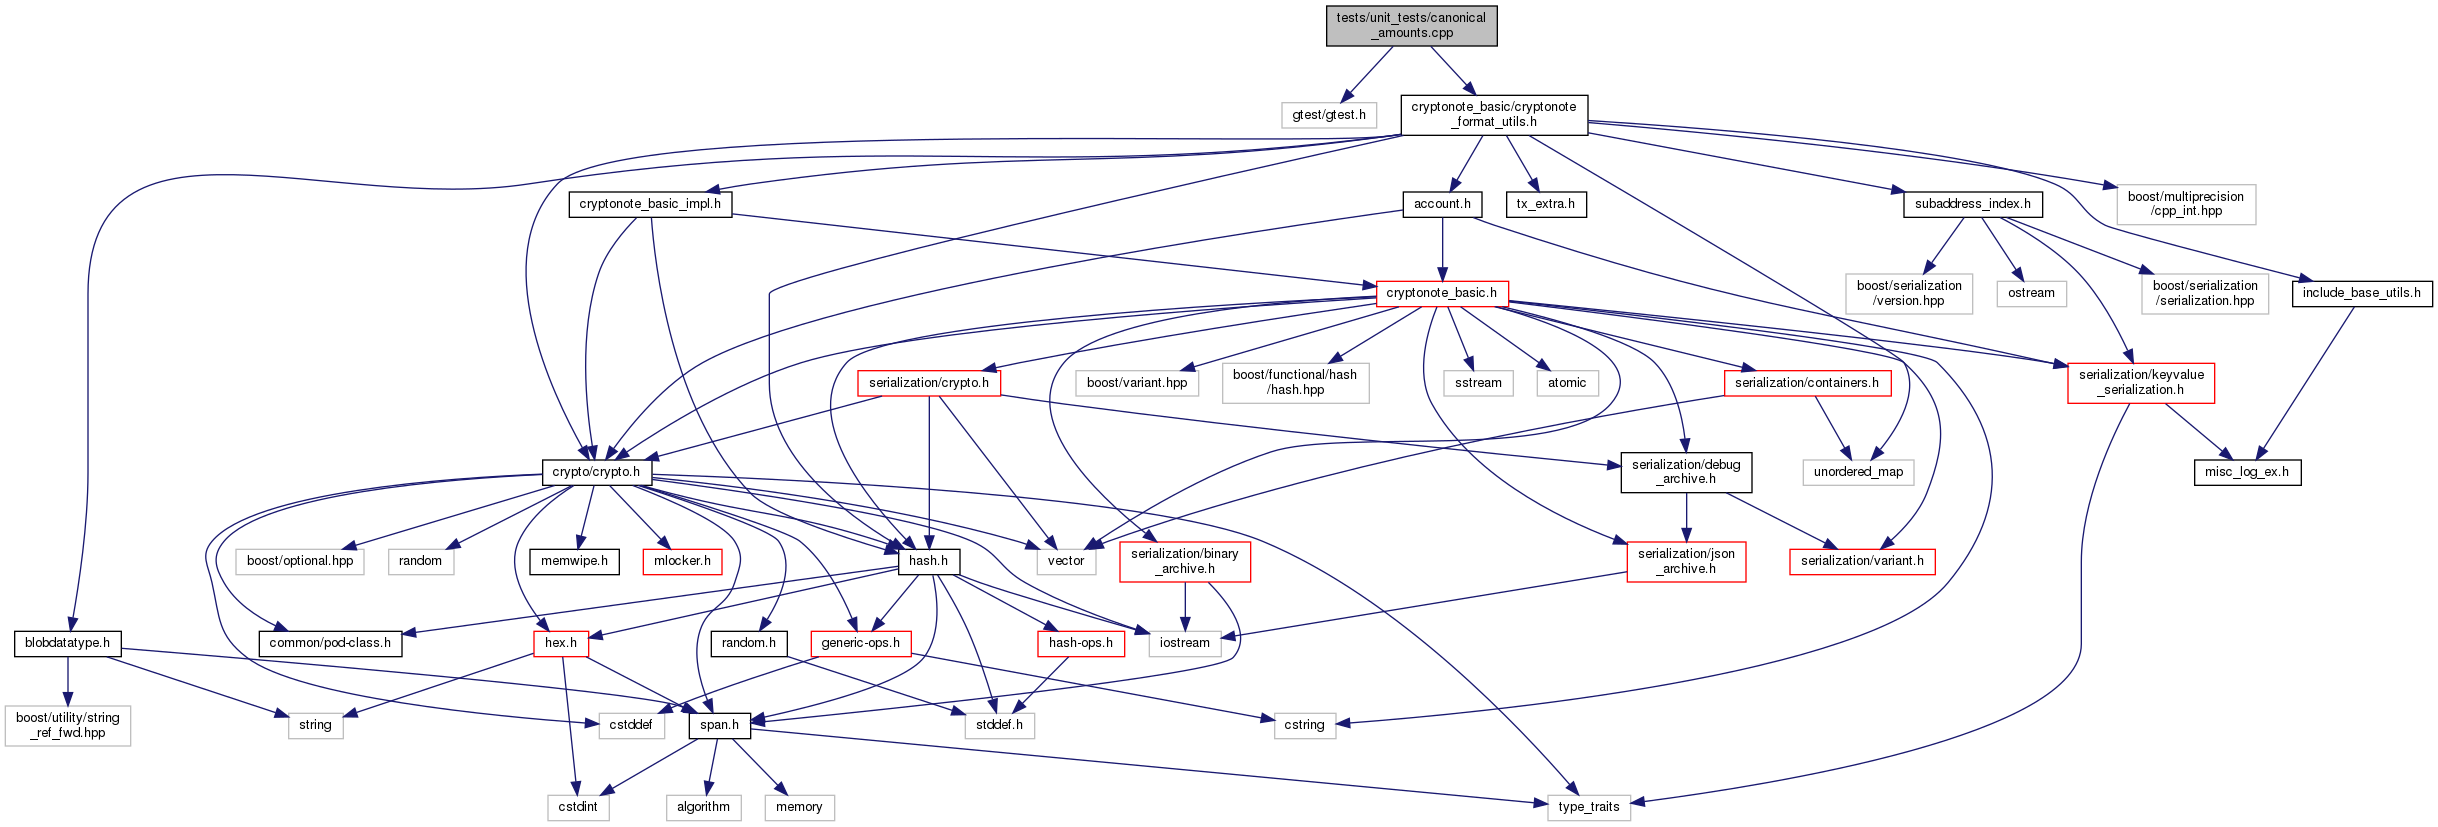 tests/unit_tests/canonical
_amounts.cpp
gtest/gtest.h
cryptonote_basic/cryptonote
_format_utils.h
cryptonote_basic_impl.h
account.h
tx_extra.h
subaddress_index.h
boost/multiprecision
/cpp_int.hpp
cryptonote_basic.h
boost/serialization
/version.hpp
ostream
boost/serialization
/serialization.hpp
include_base_utils.h
serialization/crypto.h
boost/variant.hpp
boost/functional/hash
/hash.hpp
sstream
atomic
serialization/containers.h
serialization/keyvalue
_serialization.h
crypto/crypto.h
serialization/debug
_archive.h
unordered_map
misc_log_ex.h
boost/optional.hpp
random
memwipe.h
mlocker.h
hash.h
vector
serialization/binary
_archive.h
serialization/json
_archive.h
serialization/variant.h
blobdatatype.h
common/pod-class.h
hex.h
random.h
generic-ops.h
hash-ops.h
iostream
boost/utility/string
_ref_fwd.hpp
string
cstddef
span.h
stddef.h
cstring
cstdint
algorithm
memory
type_traits